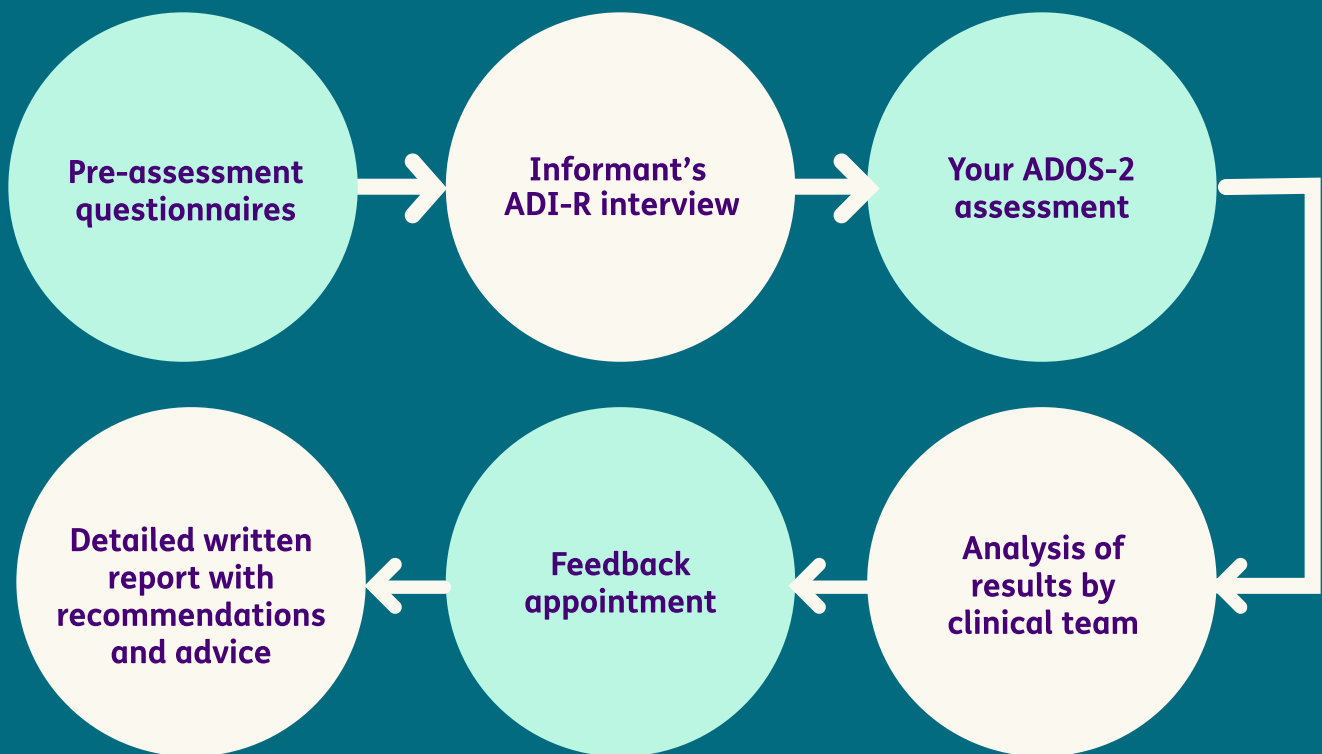 Pre-assessment
questionnaires
Informant’s
ADI-R interview
Your ADOS-2
assessment
Analysis of
results by
clinical team
Feedback
appointment
Detailed written
report with
recommendations
and advice